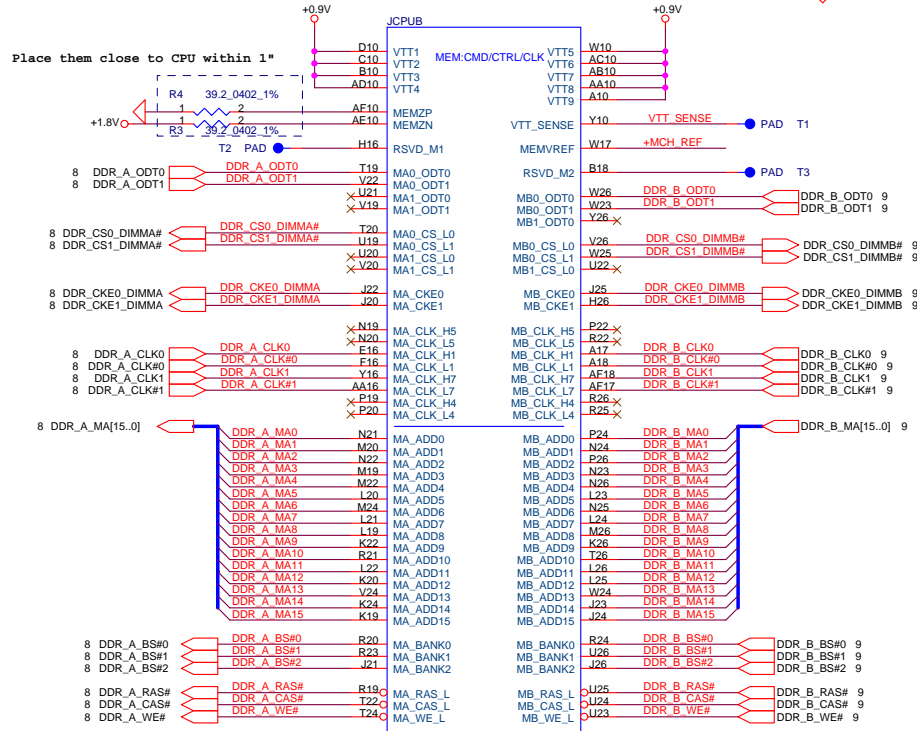 +0.9V +0.9V
JCPUB
Place them close to CPU within 1"
MEM:CMD/CTRL/CLK
D10 VTT1 VTT5 W10
C10 VTT2 VTT6 AC10
B10 VTT3 VTT7 AB10
AD10 VTT4 VTT8 AA10
VTT9 A10
R4 39.2_0402_1%
1 2 AF10 MEMZP
+1.8V 1 2 AE10 MEMZN VTT_SENSE Y10 VTT_SENSE PAD T1
R3 39.2_0402_1%
T2 PAD H16 RSVD_M1 MEMVREF W17 +MCH_REF
RSVD_M2 B18 PAD T3
8 DDR_A_ODT0 DDR_A_ODT0 T19 MA0_ODT0
8 DDR_A_ODT1 DDR_A_ODT1 V22 MA0_ODT1
U21 MA1_ODT0 MB0_ODT0 W26 DDR_B_ODT0 DDR_B_ODT0 9
V19 MA1_ODT1 MB0_ODT1 W23 DDR_B_ODT1 DDR_B_ODT1 9
MB1_ODT0 Y26
8 DDR_CS0_DIMMA# DDR_CS0_DIMMA# T20 MA0_CS_L0
8 DDR_CS1_DIMMA# DDR_CS1_DIMMA# U19 MA0_CS_L1 MB0_CS_L0 V26 DDR_CS0_DIMMB# DDR_CS0_DIMMB# 9
U20 MA1_CS_L0 MB0_CS_L1 W25 DDR_CS1_DIMMB# DDR_CS1_DIMMB# 9
V20 MA1_CS_L1 MB1_CS_L0 U22
8 DDR_CKE0_DIMMA DDR_CKE0_DIMMA J22 MA_CKE0 MB_CKE0 J25 DDR_CKE0_DIMMB DDR_CKE0_DIMMB 9
8 DDR_CKE1_DIMMA DDR_CKE1_DIMMA J20 MA_CKE1 MB_CKE1 H26 DDR_CKE1_DIMMB DDR_CKE1_DIMMB 9
N19 MA_CLK_H5 MB_CLK_H5 P22
N20 MA_CLK_L5 MB_CLK_L5 R22
8 DDR_A_CLK0 DDR_A_CLK0 E16 MA_CLK_H1 MB_CLK_H1 A17 DDR_B_CLK0 DDR_B_CLK0 9
8 DDR_A_CLK#0 DDR_A_CLK#0 F16 MA_CLK_L1 MB_CLK_L1 A18 DDR_B_CLK#0 DDR_B_CLK#0 9
8 DDR_A_CLK1 DDR_A_CLK1 Y16 MA_CLK_H7 MB_CLK_H7 AF18 DDR_B_CLK1 DDR_B_CLK1 9
8 DDR_A_CLK#1 DDR_A_CLK#1 AA16 MA_CLK_L7 MB_CLK_L7 AF17 DDR_B_CLK#1 DDR_B_CLK#1 9
P19 MA_CLK_H4 MB_CLK_H4 R26
P20 MA_CLK_L4 MB_CLK_L4 R25
8 DDR_A_MA[15..0] DDR_B_MA[15..0] 9
DDR_A_MA0 N21 MA_ADD0 MB_ADD0 P24 DDR_B_MA0
DDR_A_MA1 M20 MA_ADD1 MB_ADD1 N24 DDR_B_MA1
DDR_A_MA2 N22 MA_ADD2 MB_ADD2 P26 DDR_B_MA2
DDR_A_MA3 M19 MA_ADD3 MB_ADD3 N23 DDR_B_MA3
DDR_A_MA4 M22 MA_ADD4 MB_ADD4 N26 DDR_B_MA4
DDR_A_MA5 L20 MA_ADD5 MB_ADD5 L23 DDR_B_MA5
DDR_A_MA6 M24 MA_ADD6 MB_ADD6 N25 DDR_B_MA6
DDR_A_MA7 L21 MA_ADD7 MB_ADD7 L24 DDR_B_MA7
DDR_A_MA8 L19 MA_ADD8 MB_ADD8 M26 DDR_B_MA8
DDR_A_MA9 K22 MA_ADD9 MB_ADD9 K26 DDR_B_MA9
DDR_A_MA10 R21 MA_ADD10 MB_ADD10 T26 DDR_B_MA10
DDR_A_MA11 L22 MA_ADD11 MB_ADD11 L26 DDR_B_MA11
DDR_A_MA12 K20 MA_ADD12 MB_ADD12 L25 DDR_B_MA12
DDR_A_MA13 V24 MA_ADD13 MB_ADD13 W24 DDR_B_MA13
DDR_A_MA14 K24 MA_ADD14 MB_ADD14 J23 DDR_B_MA14
DDR_A_MA15 K19 MA_ADD15 MB_ADD15 J24 DDR_B_MA15
8 DDR_A_BS#0 DDR_A_BS#0 R20 MA_BANK0 MB_BANK0 R24 DDR_B_BS#0 DDR_B_BS#0 9
8 DDR_A_BS#1 DDR_A_BS#1 R23 MA_BANK1 MB_BANK1 U26 DDR_B_BS#1 DDR_B_BS#1 9
8 DDR_A_BS#2 DDR_A_BS#2 J21 MA_BANK2 MB_BANK2 J26 DDR_B_BS#2 DDR_B_BS#2 9
8 DDR_A_RAS# DDR_A_RAS# R19 MA_RAS_L MB_RAS_L U25 DDR_B_RAS# DDR_B_RAS# 9
8 DDR_A_CAS# DDR_A_CAS# T22 MA_CAS_L MB_CAS_L U24 DDR_B_CAS# DDR_B_CAS# 9
8 DDR_A_WE# DDR_A_WE# T24 MA_WE_L MB_WE_L U23 DDR_B_WE# DDR_B_WE# 9